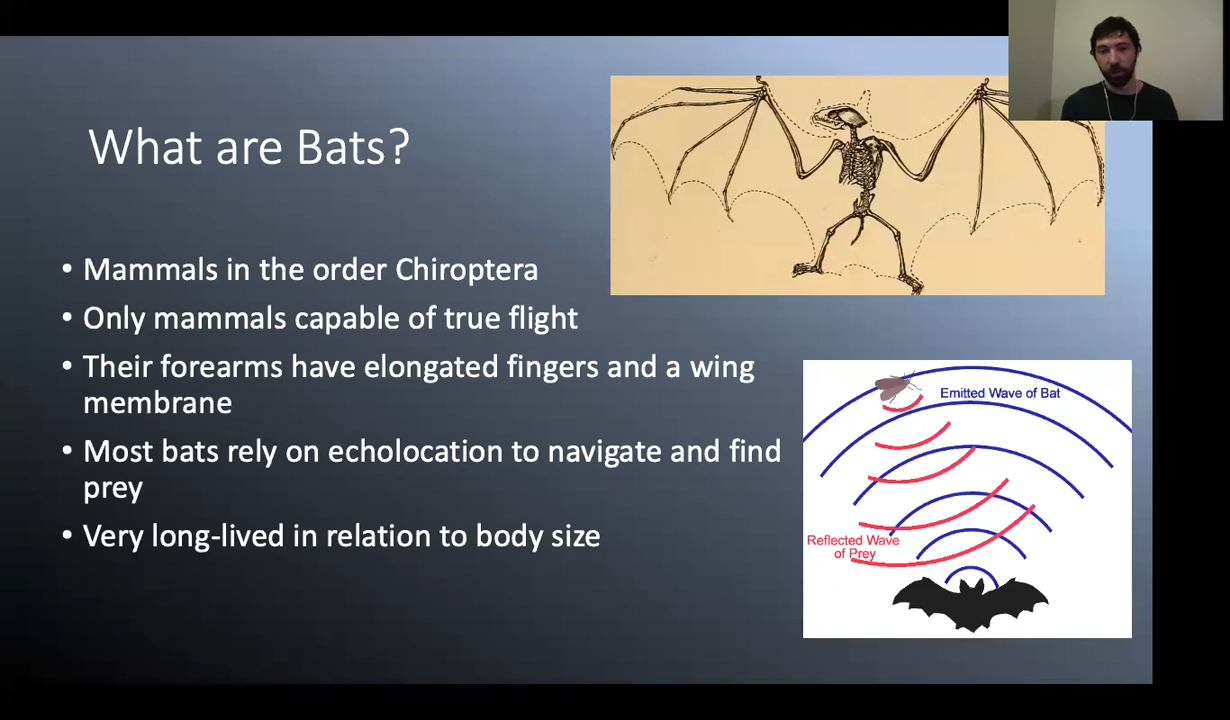 What are Bats?
• Mammals in the order Chiroptera
• Only mammals capable of true flight
• Their forearms have elongated fingers and a wing
membrane
• Most bats rely on echolocation to navigate and find
prey
• Very long-lived in relation to body size
Emitted Wave of Bat
Reflected Wave
of Prey